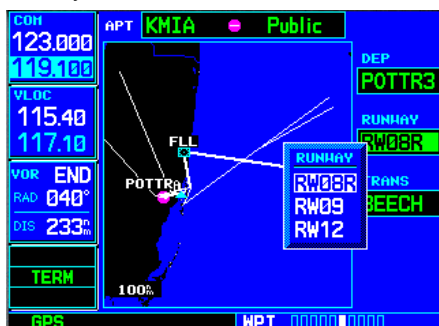 COM
123.000
119.100
VLOC
115.40
117.10
VOR END
RAD 040°
DIS 233nm
TERM
GPS
APT KMIA Public
FLL
POTTR
100nm
DEP
POTTR3
RUNWAY
RW08R
TRANS
BEECH
RUNWAY
RW08R
RW09
RW12
WPT